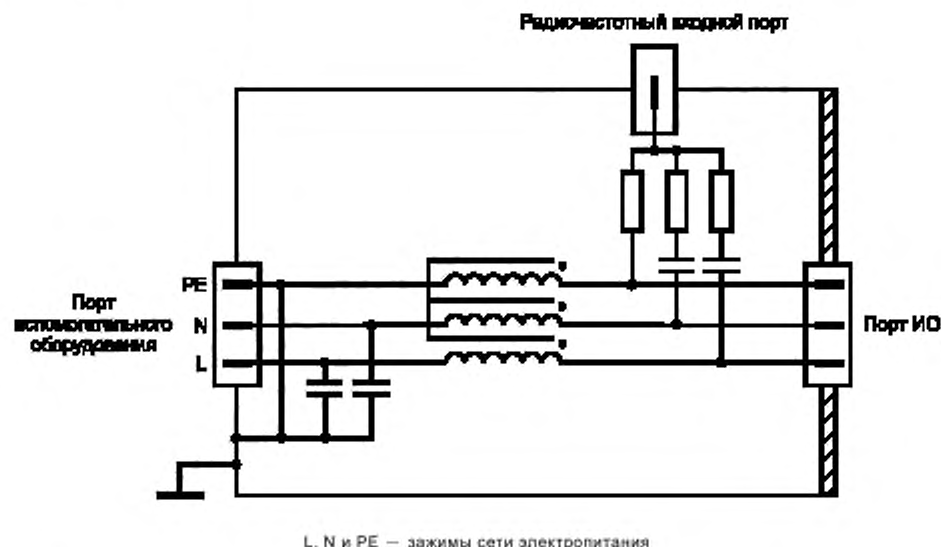 Радиочастотный входной порт
PE
Порт
вспомогательного
оборудования
N
L
Порт ИО
L, N и PE — зажимы сети электропитания